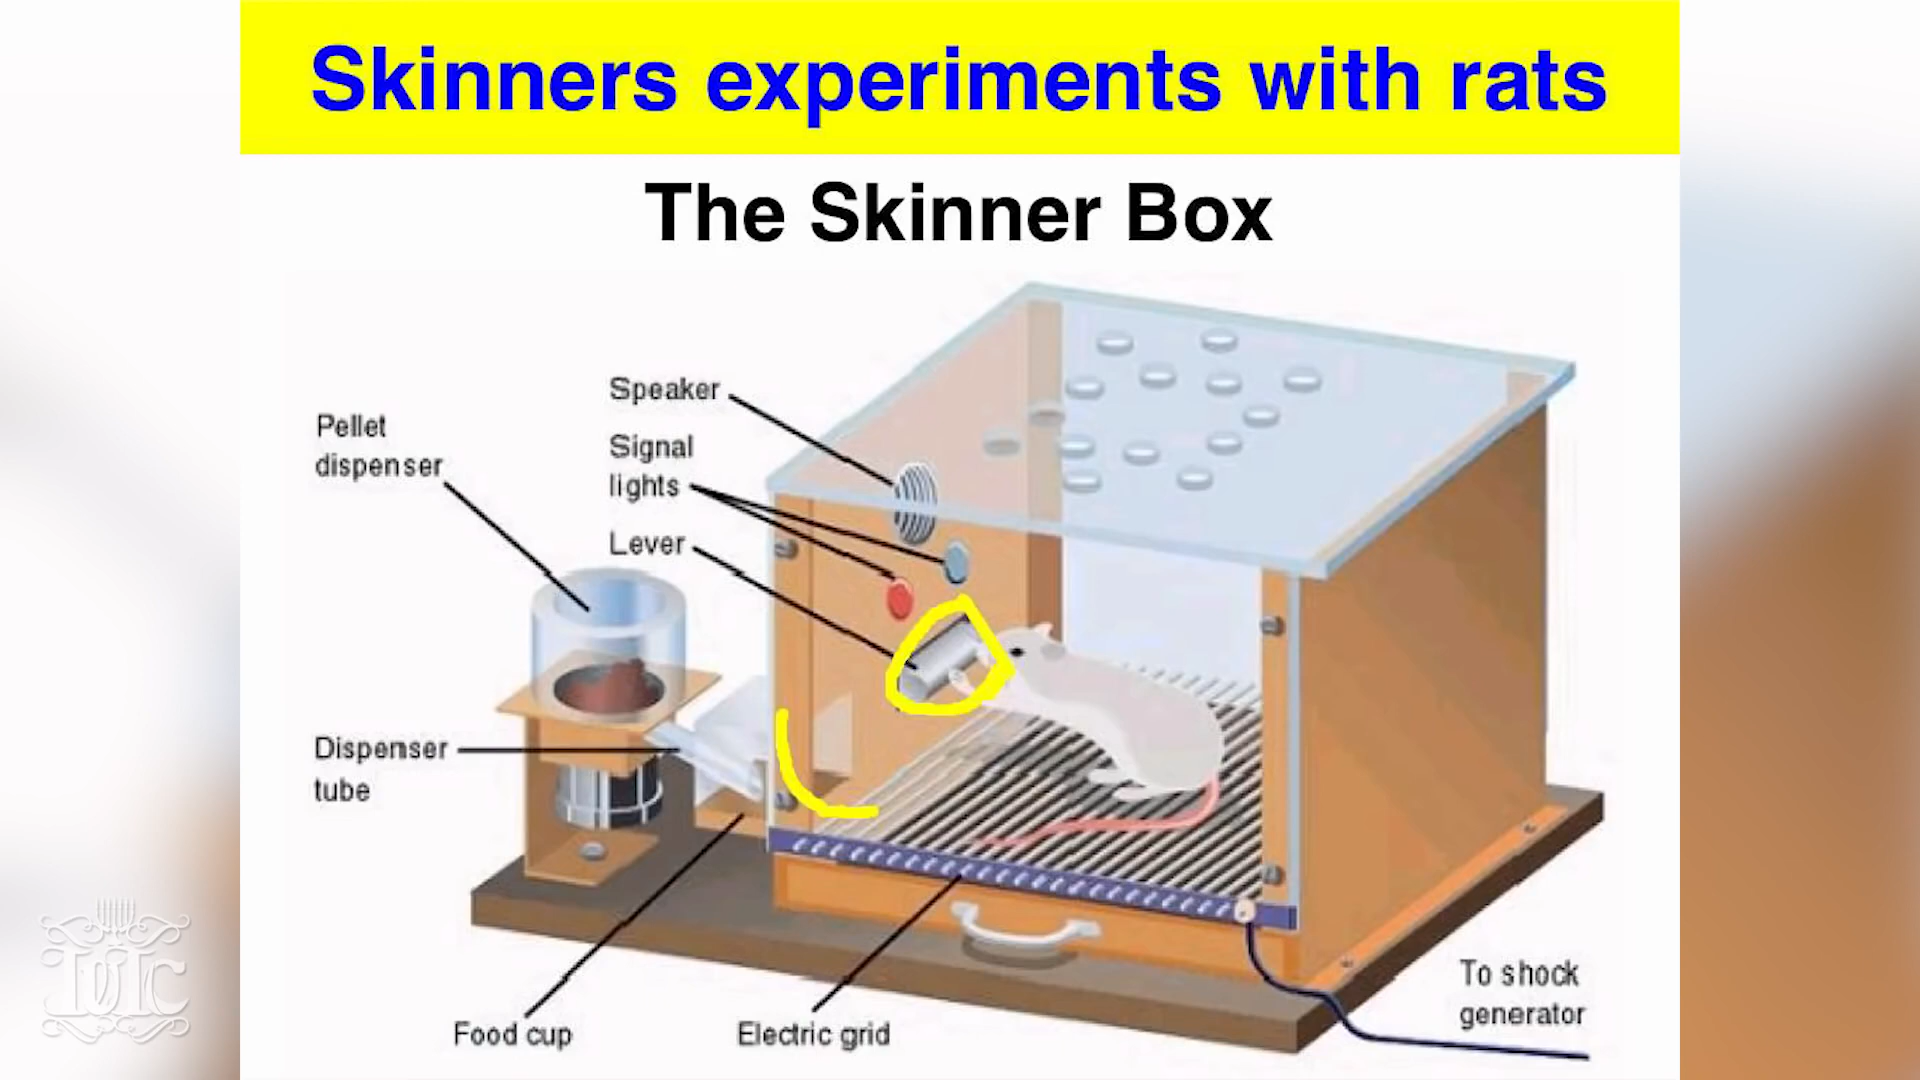 Skinners experiments with rats
The Skinner Box
Speaker
Pellet
dispenser
Signal
lights
Lever
Dispenser
tube
Food cup
Electric grid
To shock
generator